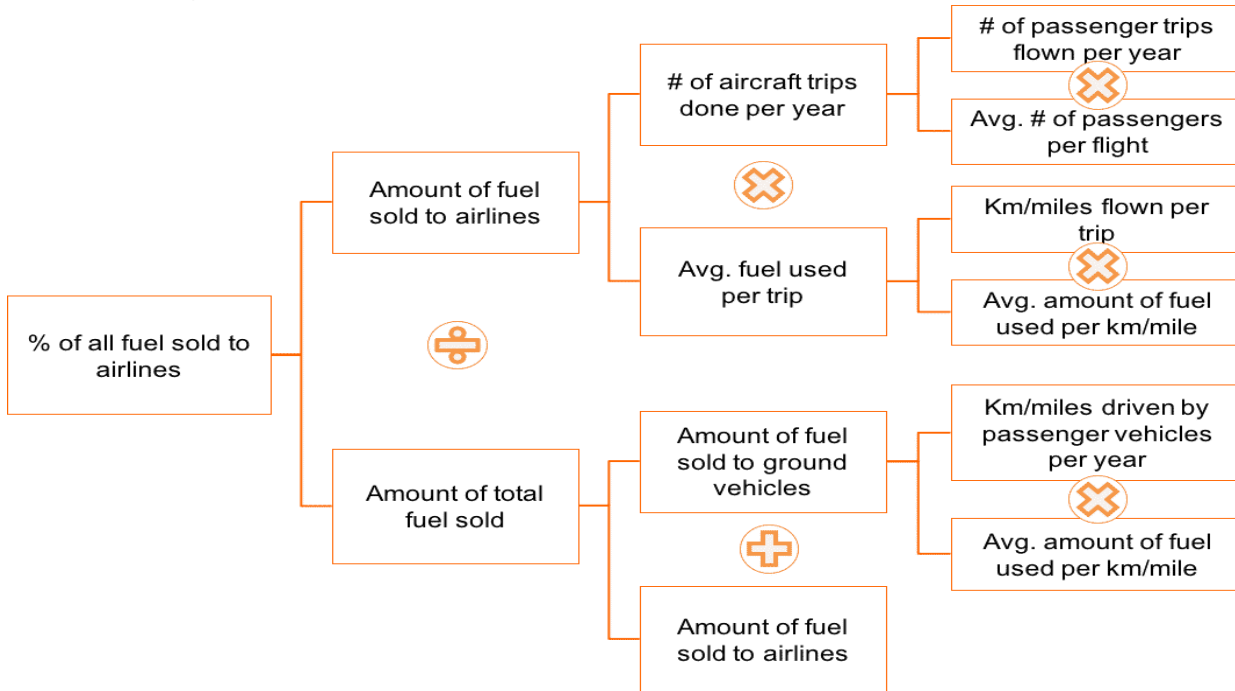 # of passenger trips
flown per year
# of aircraft trips
done per year
Avg. # of passengers
per flight
Amount of fuel
sold to airlines
Km/miles flown per
trip
Avg. fuel used
per trip
Avg. amount of fuel
used per km/mile
% of all fuel sold to
airlines
Km/miles driven by
passenger vehicles
per year
Amount of fuel
sold to ground
vehicles
Amount of total
fuel sold
Avg. amount of fuel
used per km/mile
Amount of fuel
sold to airlines